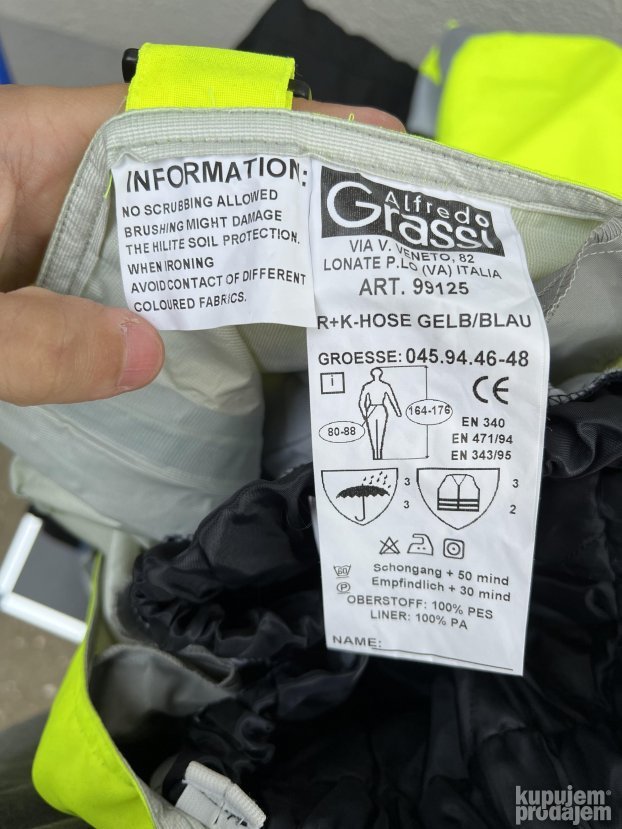 INFORMATION:
NO SCRUBBING ALLOWED
BRUSHING MIGHT DAMAGE
THE HILITE SOIL PROTECTION.
WHEN IRONING
AVOID CONTACT OF DIFFERENT
COLOURED FABRICS.
Alfredo
Grassi
VIA V. VENETO, 82
LONATE P.LO (VA) ITALIA
ART. 99125
R+K-HOSE GELB/BLAU
GROESSE: 045.94.46-48
i
CE
164-176
80-88
EN 340
EN 471/94
EN 343/95
3
3
3
2
60
Schongang + 50 mind
P
Empfindlich + 30 mind
OBERSTOFF: 100% PES
LINER: 100% PA
NAME:
kupujem
prodajem